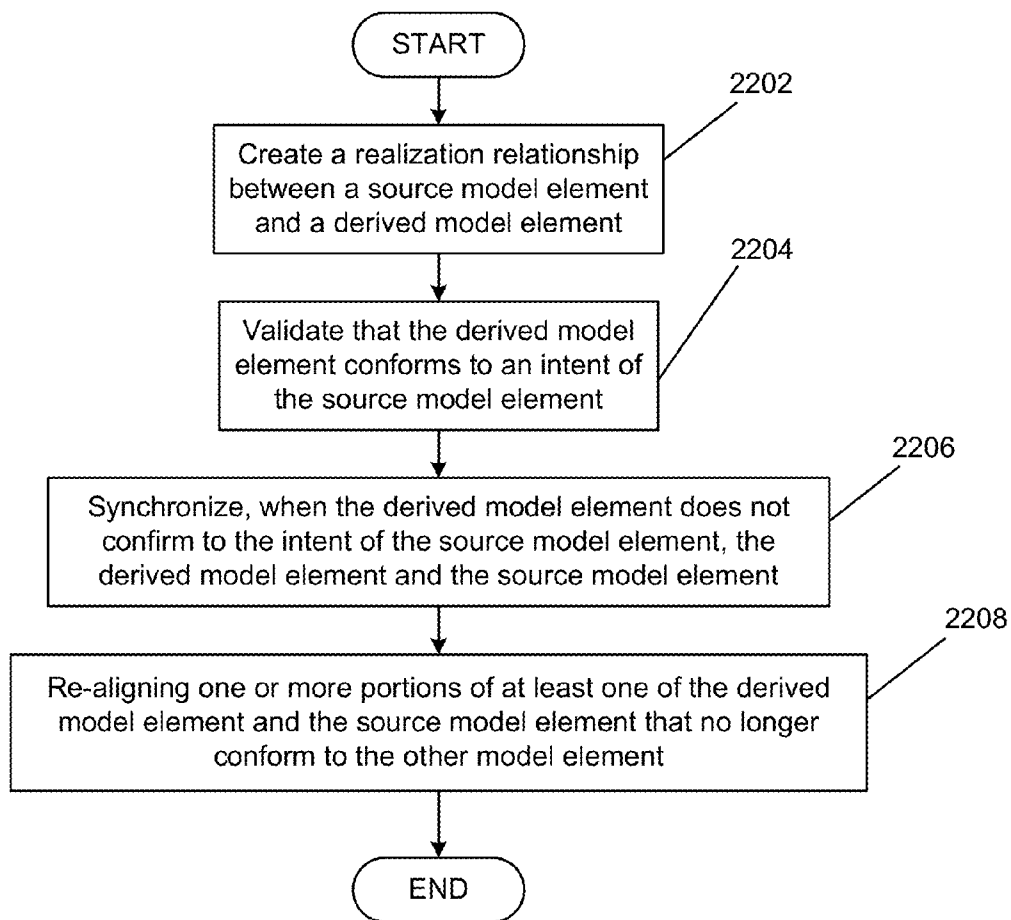 START
2202
Create a realization relationship
between a source model element
and a derived model element
2204
Validate that the derived model
element conforms to an intent of
the source model element
2206
Synchronize, when the derived model element does not
confirm to the intent of the source model element, the
derived model element and the source model element
2208
Re-aligning one or more portions of at least one of the derived
model element and the source model element that no longer
conform to the other model element
END